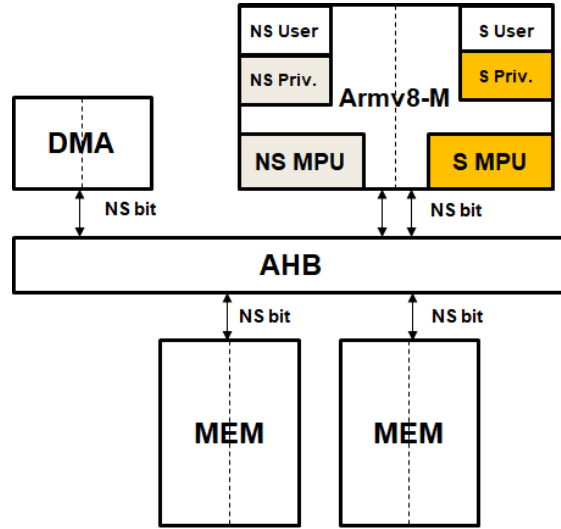 NS User
S User
NS Priv.
S Priv.
Armv8-M
DMA
NS MPU
S MPU
NS bit
NS bit
AHB
NS bit
NS bit
MEM
MEM